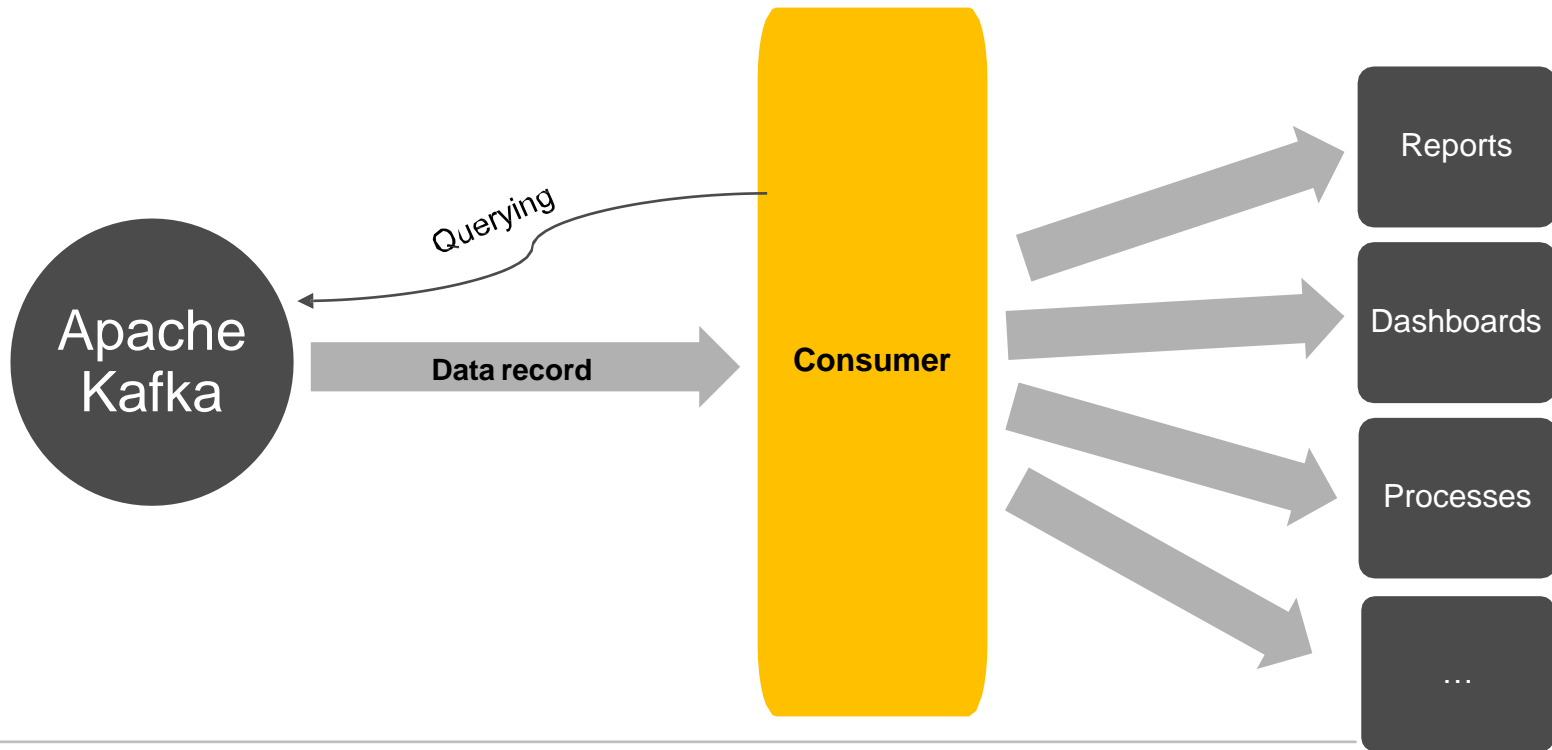 Apache
Kafka
Querying
Data record
Consumer
Reports
Dashboards
Processes
…